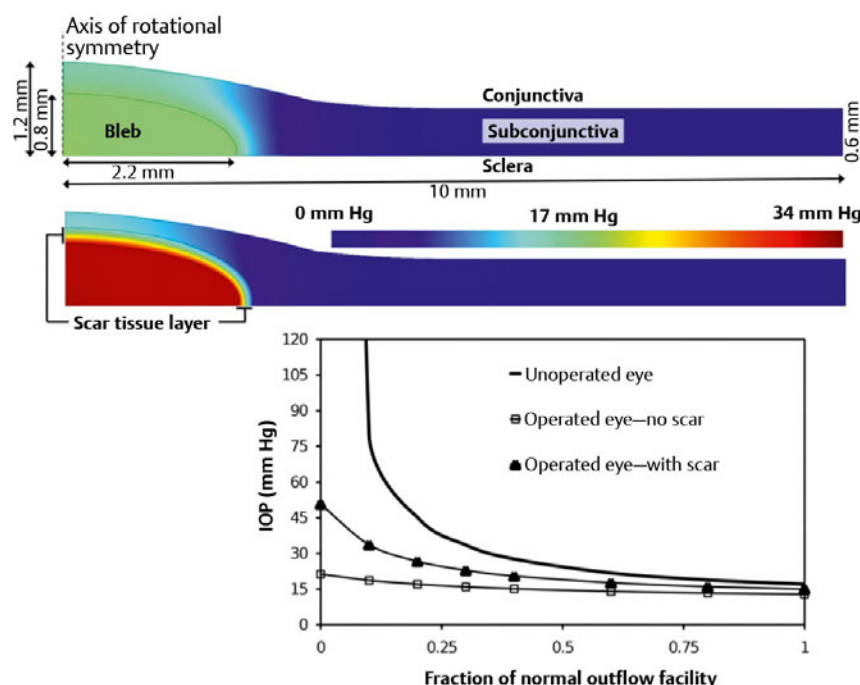 Axis of rotational
symmetry
1.2 mm
0.8 mm
Bleb
Conjunctiva
Subconjunctiva
Sclera
0.6 mm
2.2 mm
10 mm
0 mm Hg
17 mm Hg
34 mm Hg
Scar tissue layer
120
105
90
75
60
45
30
15
0
IOP (mm Hg)
Unoperated eye
Operated eye—no scar
Operated eye—with scar
0
0.25
0.5
0.75
1
Fraction of normal outflow facility